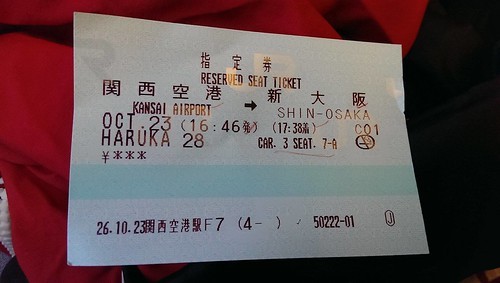 指定券
RESERVED SEAT TICKET
関西空港 → 新大阪
KANSAI AIRPORT SHIN-OSAKA
OCT 23 (16:46発) (17:38着) C01
HARUKA 28 CAR. 3 SEAT. 7-A
¥***
26.10.23関西空港駅F7 (4- ) 50222-01 Ⓙ